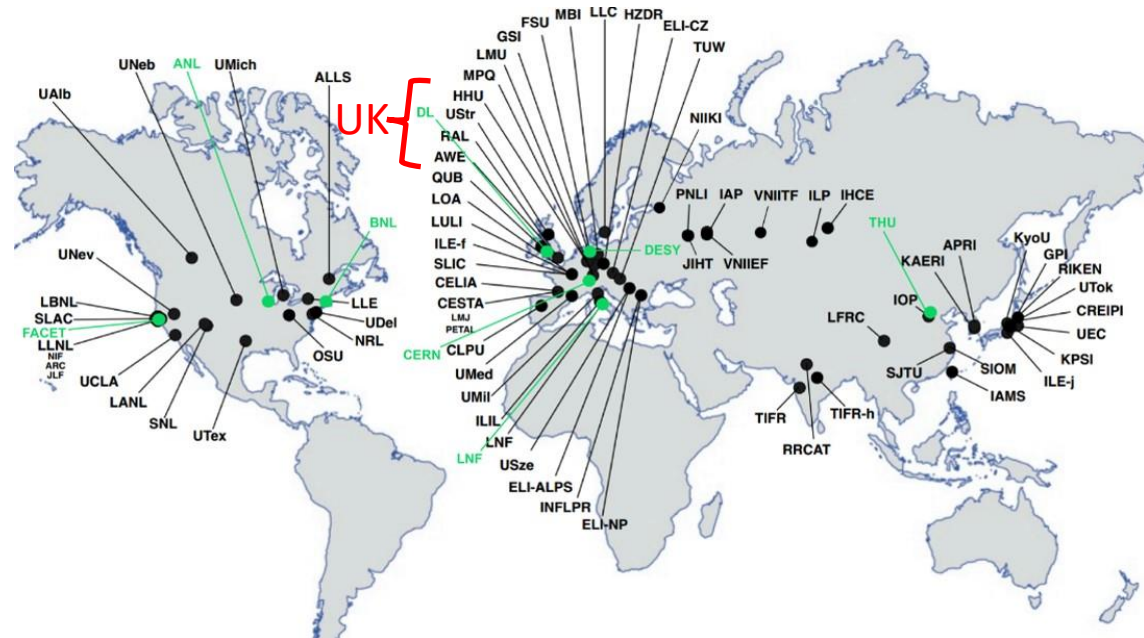 UAlb
UNeb
ANL
UMich
ALLS
BNL
UNev
LBNL
SLAC
FACET
LLNL
NIF
ARC
JLF
UCLA
LANL
SNL
UTex
OSU
NRL
UDel
LLE
UK
DL
FSU
MBI
LLC
HZDR
ELI-CZ
TUW
NIIKI
GSI
LMU
MPQ
HHU
UStr
RAL
AWE
QUB
LOA
LULI
ILE-f
SLIC
CELIA
CESTA
LMJ
PETAL
CERN
CLPU
UMed
UMil
ILIL
LNF
LNF
USze
ELI-ALPS
INFLPR
ELI-NP
DESY
PNLI
IAP
VNIITF
ILP
IHCE
JIHT
VNIIEF
THU
IOP
LFRC
KAERI
APRI
KyoU
GPI
RIKEN
UTok
CREIPI
UEC
KPSI
ILE-j
SJTU
SIOM
IAMS
TIFR
TIFR-h
RRCAT